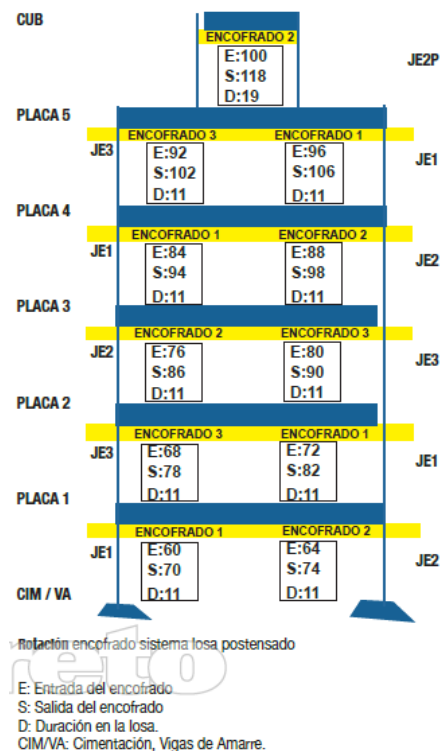 CUB
ENCOFRADO 2
E:100
S:118
D:19
JE2P
PLACA 5
ENCOFRADO 3 ENCOFRADO 1
JE3 E:92 E:96 JE1
S:102 S:106
D:11 D:11
PLACA 4
ENCOFRADO 1 ENCOFRADO 2
JE1 E:84 E:88 JE2
S:94 S:98
D:11 D:11
PLACA 3
ENCOFRADO 2 ENCOFRADO 3
JE2 E:76 E:80 JE3
S:86 S:90
D:11 D:11
PLACA 2
ENCOFRADO 3 ENCOFRADO 1
JE3 E:68 E:72 JE1
S:78 S:82
D:11 D:11
PLACA 1
ENCOFRADO 1 ENCOFRADO 2
JE1 E:60 E:64 JE2
S:70 S:74
D:11 D:11
CIM / VA
Rotación encofrado sistema losa postensado
reto
E: Entrada del encofrado
S: Salida del encofrado
D: Duración en la losa.
CIM/VA: Cimentación, Vigas de Amarre.